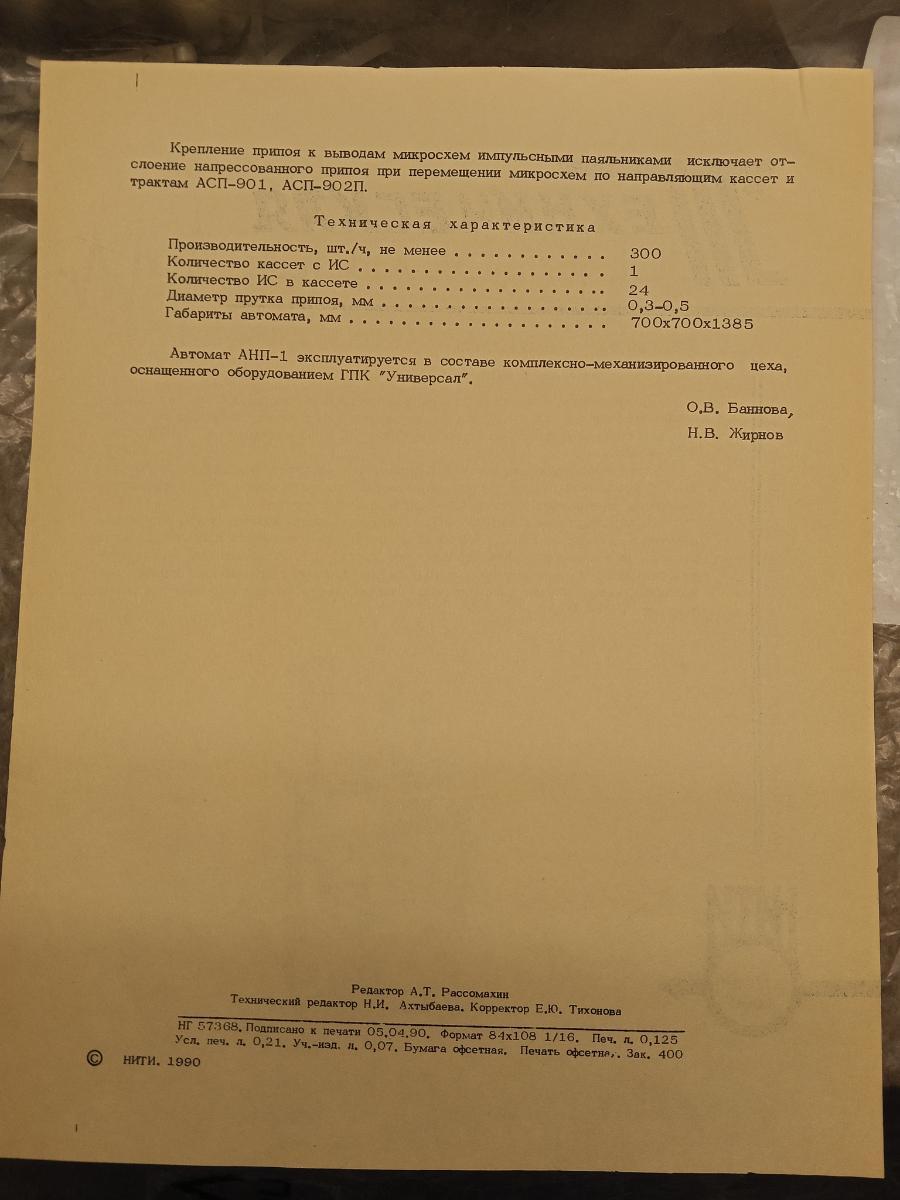 Крепление припоя к выводам микросхем импульсными паяльниками исключает от-
слоение напрессованного припоя при перемещении микросхем по направляющим кассет и
трактам АСП-901, АСП-902П.
Техническая характеристика
Производительность, шт./ч, не менее . . . . . . . . . . . . 300
Количество кассет с ИС . . . . . . . . . . . . . . . . . . . 1
Количество ИС в кассете . . . . . . . . . . . . . . . . . . . 24
Диаметр прутка припоя, мм . . . . . . . . . . . . . . . . . 0,3-0,5
Габариты автомата, мм . . . . . . . . . . . . . . . . . . . . 700х700х1385
Автомат АНП-1 эксплуатируется в составе комплексно-механизированного цеха,
оснащенного оборудованием ГПК "Универсал".
О.В. Баннова,
Н.В. Жирнов
Редактор А.Т. Рассомахин
Технический редактор Н.И. Ахтыбаева. Корректор Е.Ю. Тихонова
НГ 57368. Подписано к печати 05.04.90. Формат 84х108 1/16. Печ. л. 0,125
Усл. печ. л. 0,21. Уч.-изд. л. 0,07. Бумага офсетная. Печать офсетн.. Зак. 400
© НИТИ. 1990